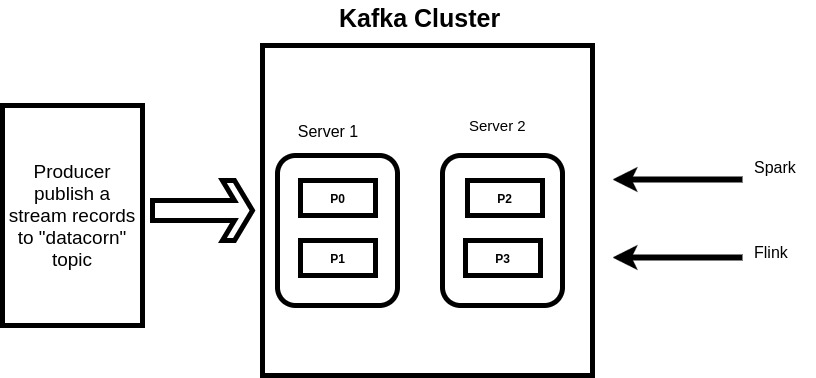 Kafka Cluster
Producer
publish a
stream records
to "datacorn"
topic
Server 1
P0
P1
Server 2
P2
P3
Spark
Flink